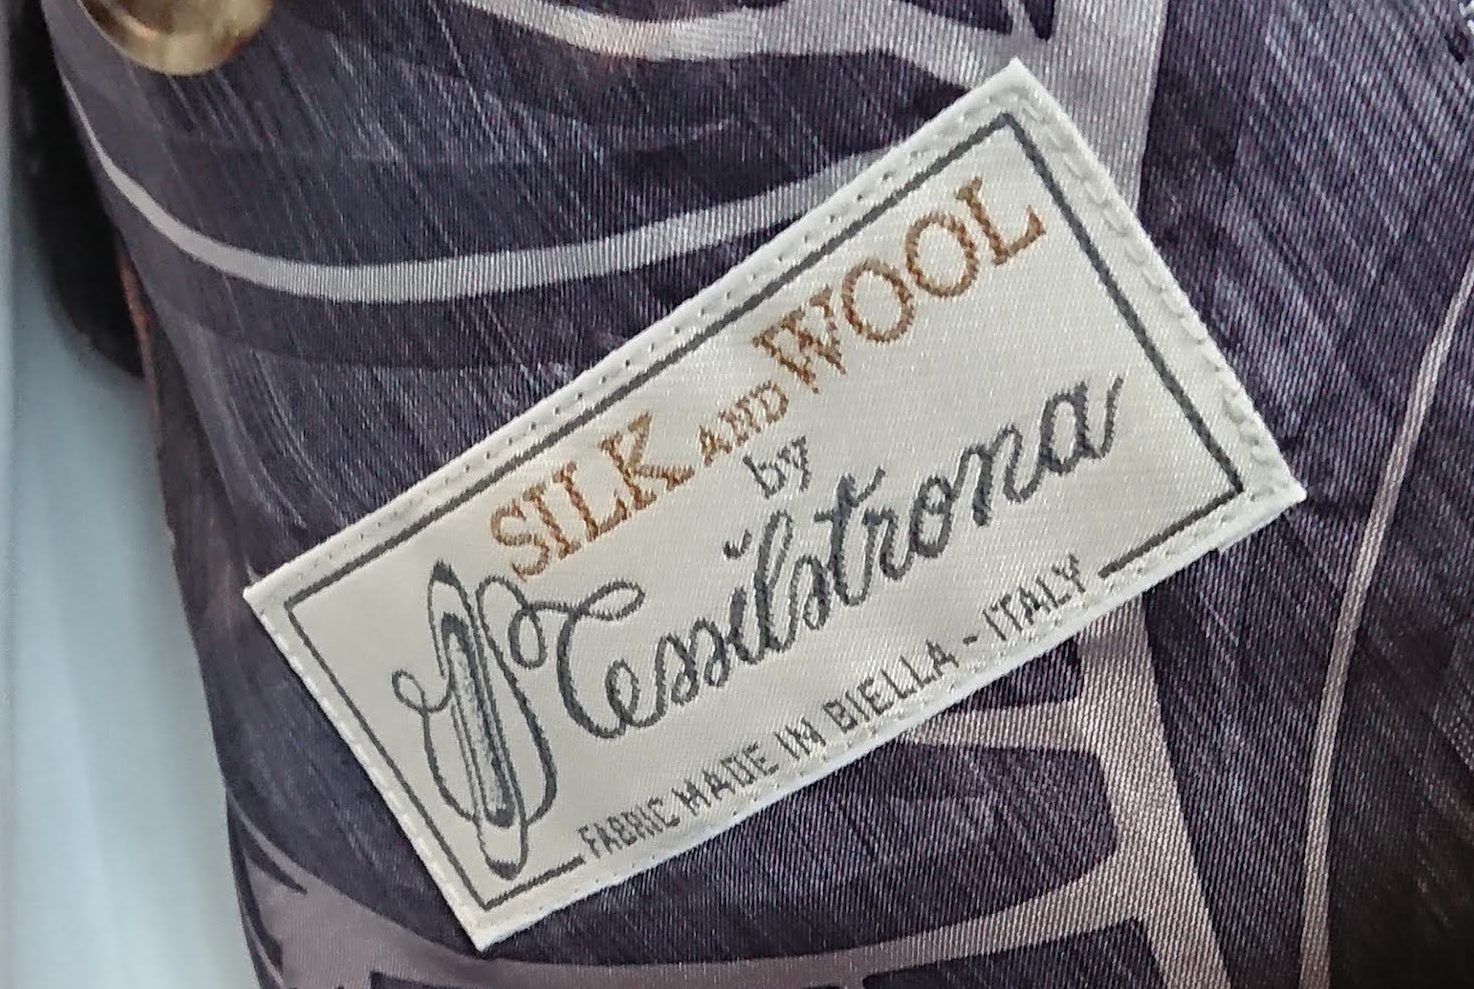 SILK AND WOOL
by
Tessilstrona
FABRIC MADE IN BIELLA - ITALY